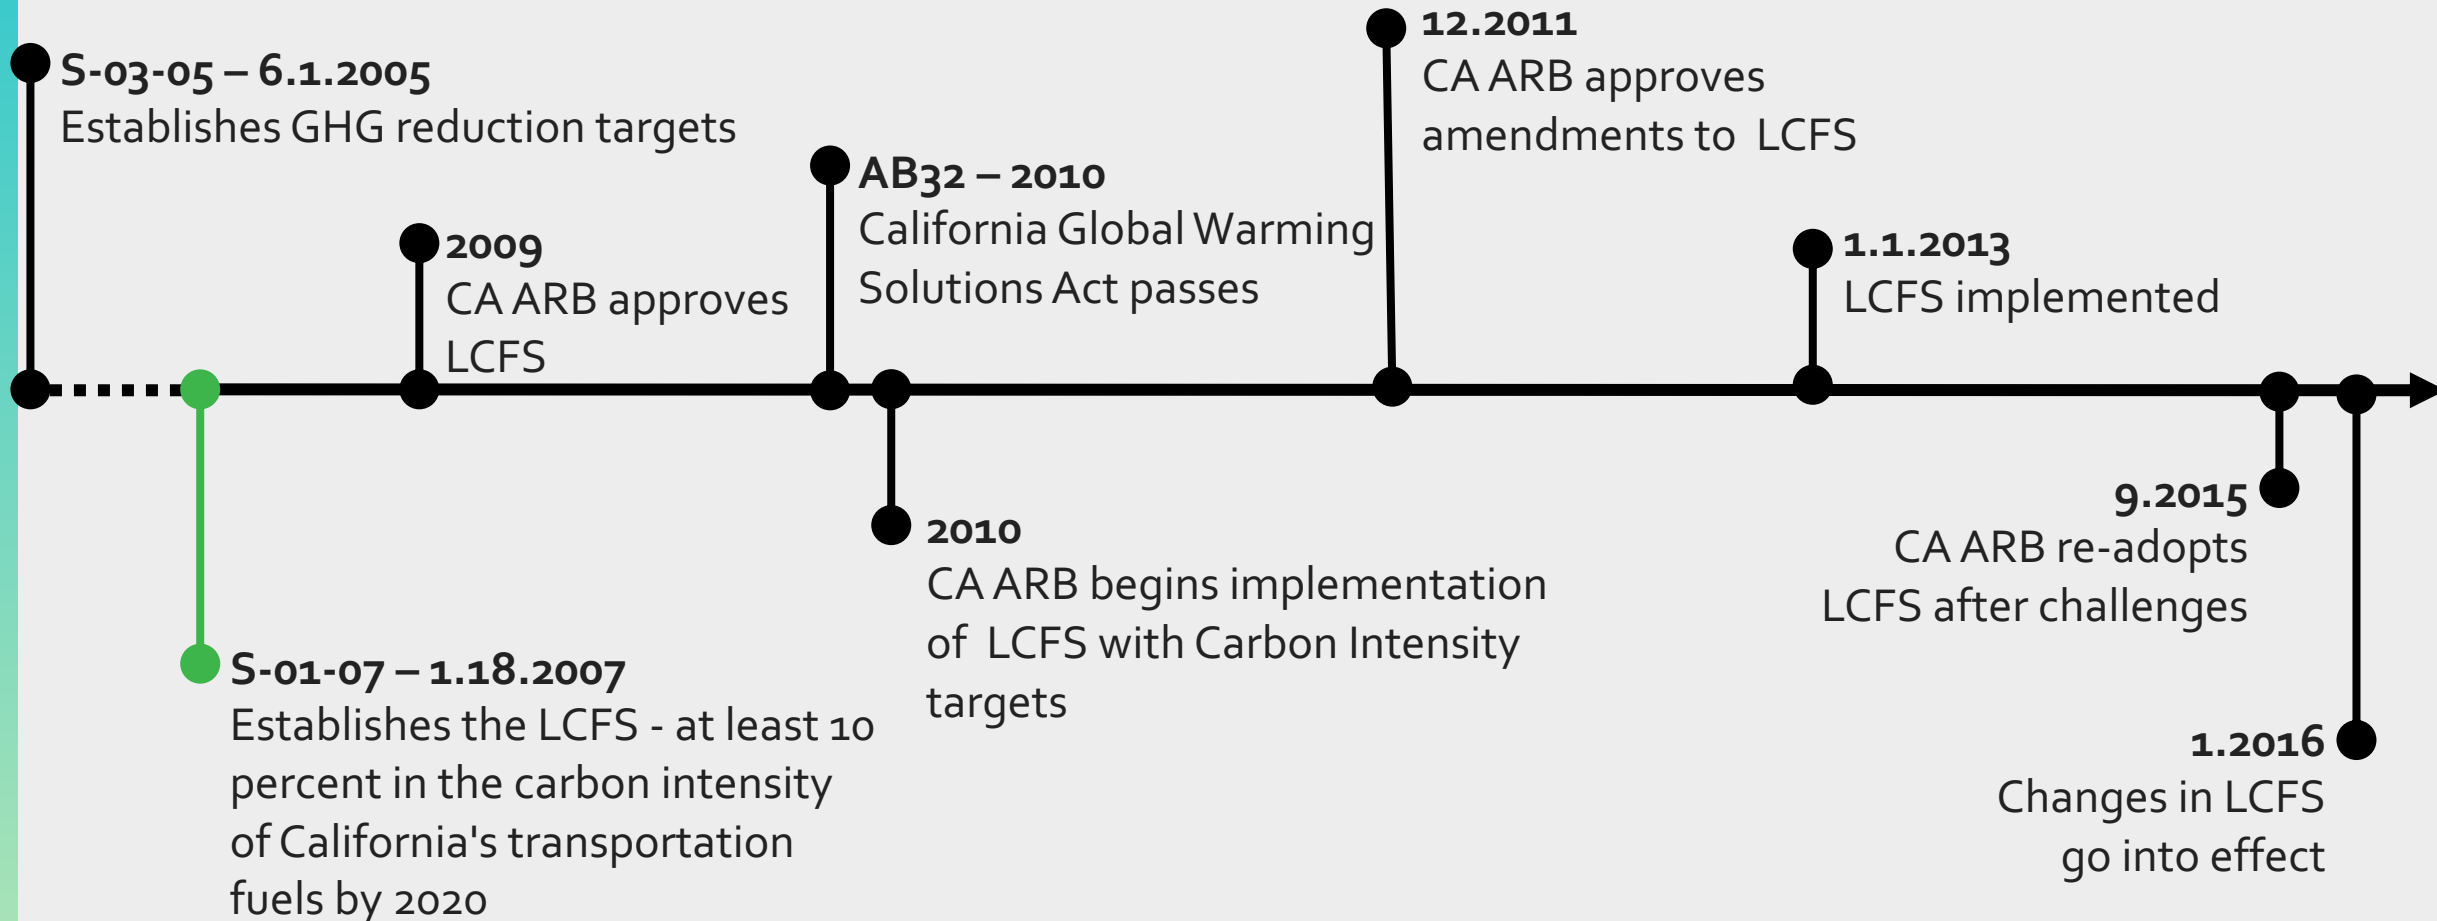 S-03-05 – 6.1.2005
Establishes GHG reduction targets
S-01-07 – 1.18.2007
Establishes the LCFS - at least 10
percent in the carbon intensity
of California's transportation
fuels by 2020
2009
CA ARB approves
LCFS
AB32 – 2010
California Global Warming
Solutions Act passes
2010
CA ARB begins implementation
of LCFS with Carbon Intensity
targets
12.2011
CA ARB approves
amendments to LCFS
1.1.2013
LCFS implemented
9.2015
CA ARB re-adopts
LCFS after challenges
1.2016
Changes in LCFS
go into effect